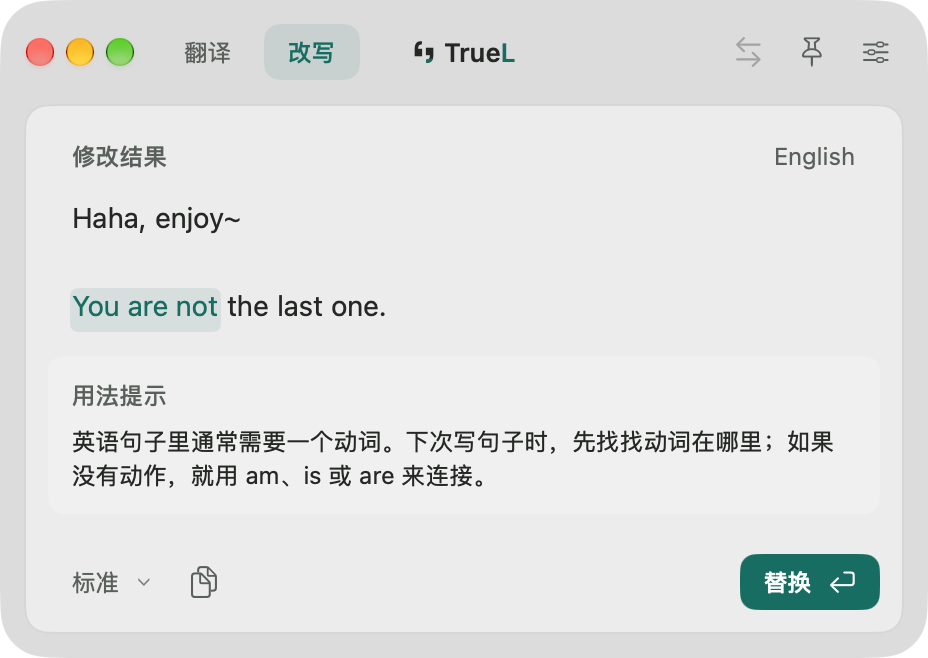 翻译 改写 TrueL
修改结果 English
Haha, enjoy~
You are not the last one.
用法提示
英语句子里通常需要一个动词。下次写句子时，先找找动词在哪里；如果
没有动作，就用 am、is 或 are 来连接。
标准 替换